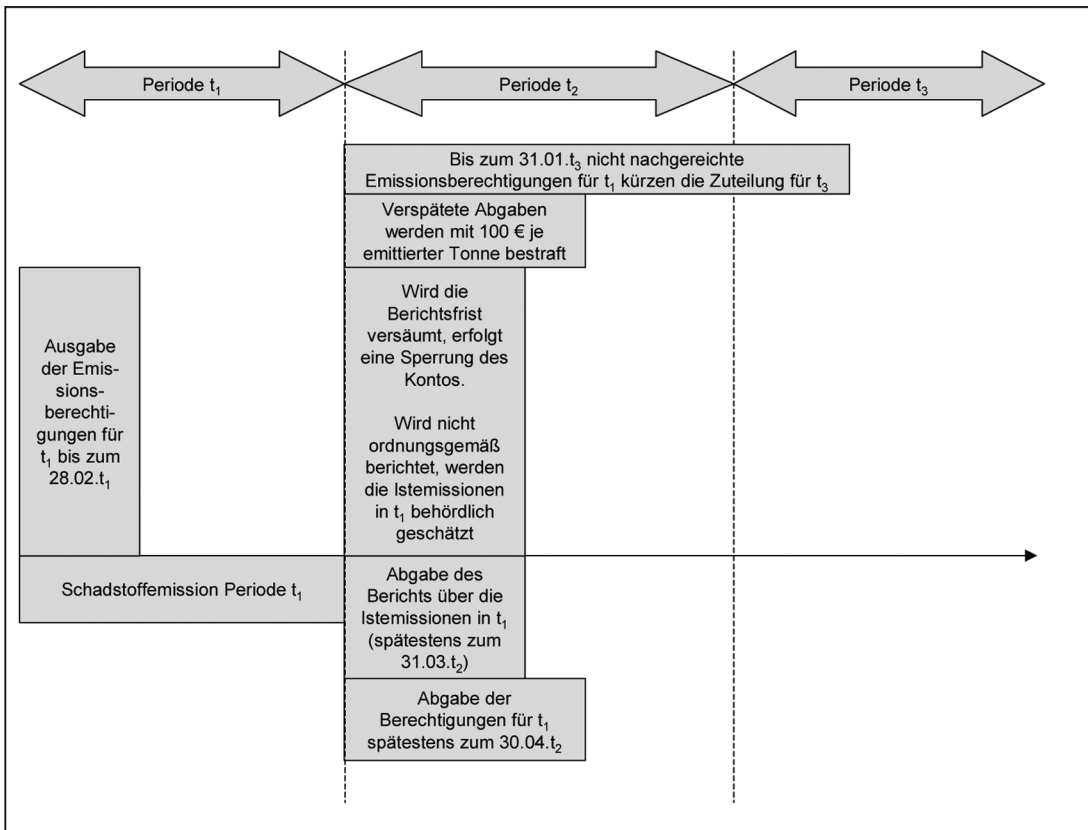 Periode t₁
Periode t₂
Periode t₃
Bis zum 31.01.t₃ nicht nachgereichte
Emissionsberechtigungen für t₁ kürzen die Zuteilung für t₃
Verspätete Abgaben
werden mit 100 € je
emittierter Tonne bestraft
Ausgabe
der Emis-
sions-
berechti-
gungen für
t₁ bis zum
28.02.t₁
Wird die
Berichtsfrist
versäumt, erfolgt
eine Sperrung des
Kontos.
Wird nicht
ordnungsgemäß
berichtet, werden
die Istemissionen
in t₁ behördlich
geschätzt
Schadstoffemission Periode t₁
Abgabe des
Berichts über die
Istemissionen in t₁
(spätestens zum
31.03.t₂)
Abgabe der
Berechtigungen für t₁
spätestens zum 30.04.t₂